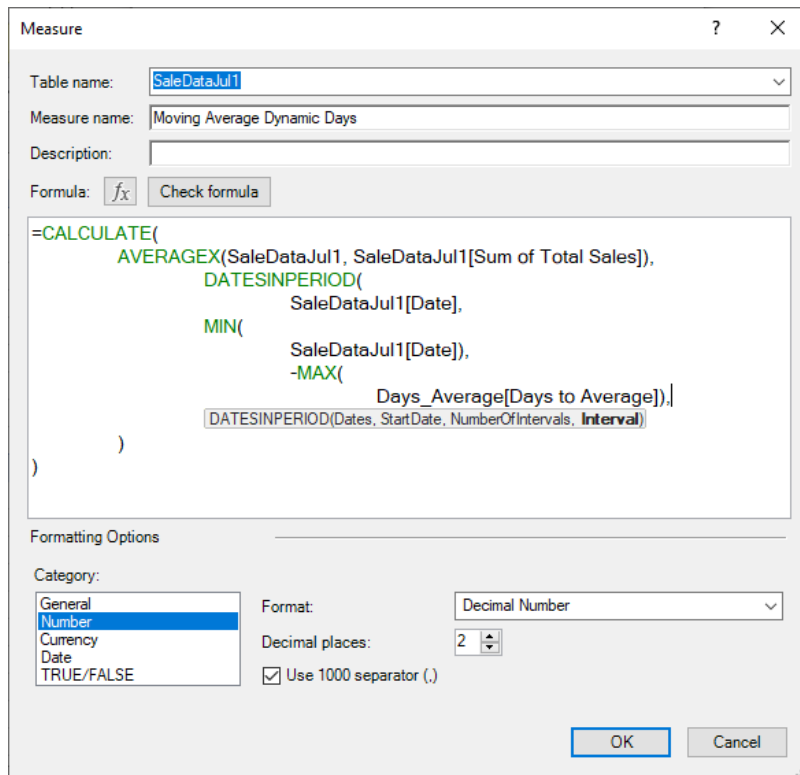 Measure ?
Table name: SaleDataJul1
Measure name: Moving Average Dynamic Days
Description:
Formula: fx Check formula
=CALCULATE(
AVERAGEX(SaleDataJul1, SaleDataJul1[Sum of Total Sales]),
DATESINPERIOD(
SaleDataJul1[Date],
MIN(
SaleDataJul1[Date]),
-MAX(
Days_Average[Days to Average]),
DATESINPERIOD(Dates, StartDate, NumberOfIntervals, Interval)
)
)
Formatting Options
Category:
General
Number
Currency
Date
TRUE/FALSE
Format: Decimal Number
Decimal places: 2
Use 1000 separator (,)
OK Cancel